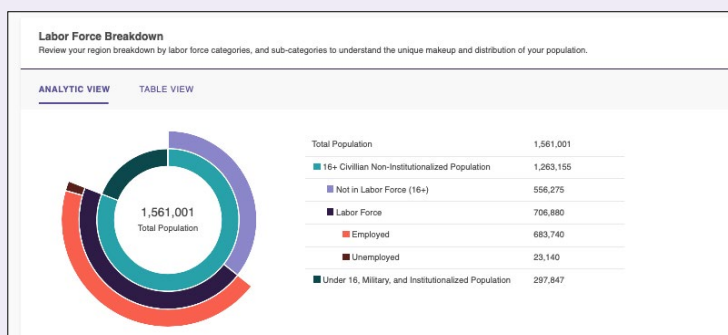 Labor Force Breakdown
Review your region breakdown by labor force categories, and sub-categories to understand the unique makeup and distribution of your population.
ANALYTIC VIEW TABLE VIEW
1,561,001
Total Population
Total Population 1,561,001
16+ Civillian Non-Institutionalized Population 1,263,155
Not in Labor Force (16+) 556,275
Labor Force 706,880
Employed 683,740
Unemployed 23,140
Under 16, Military, and Institutionalized Population 297,847